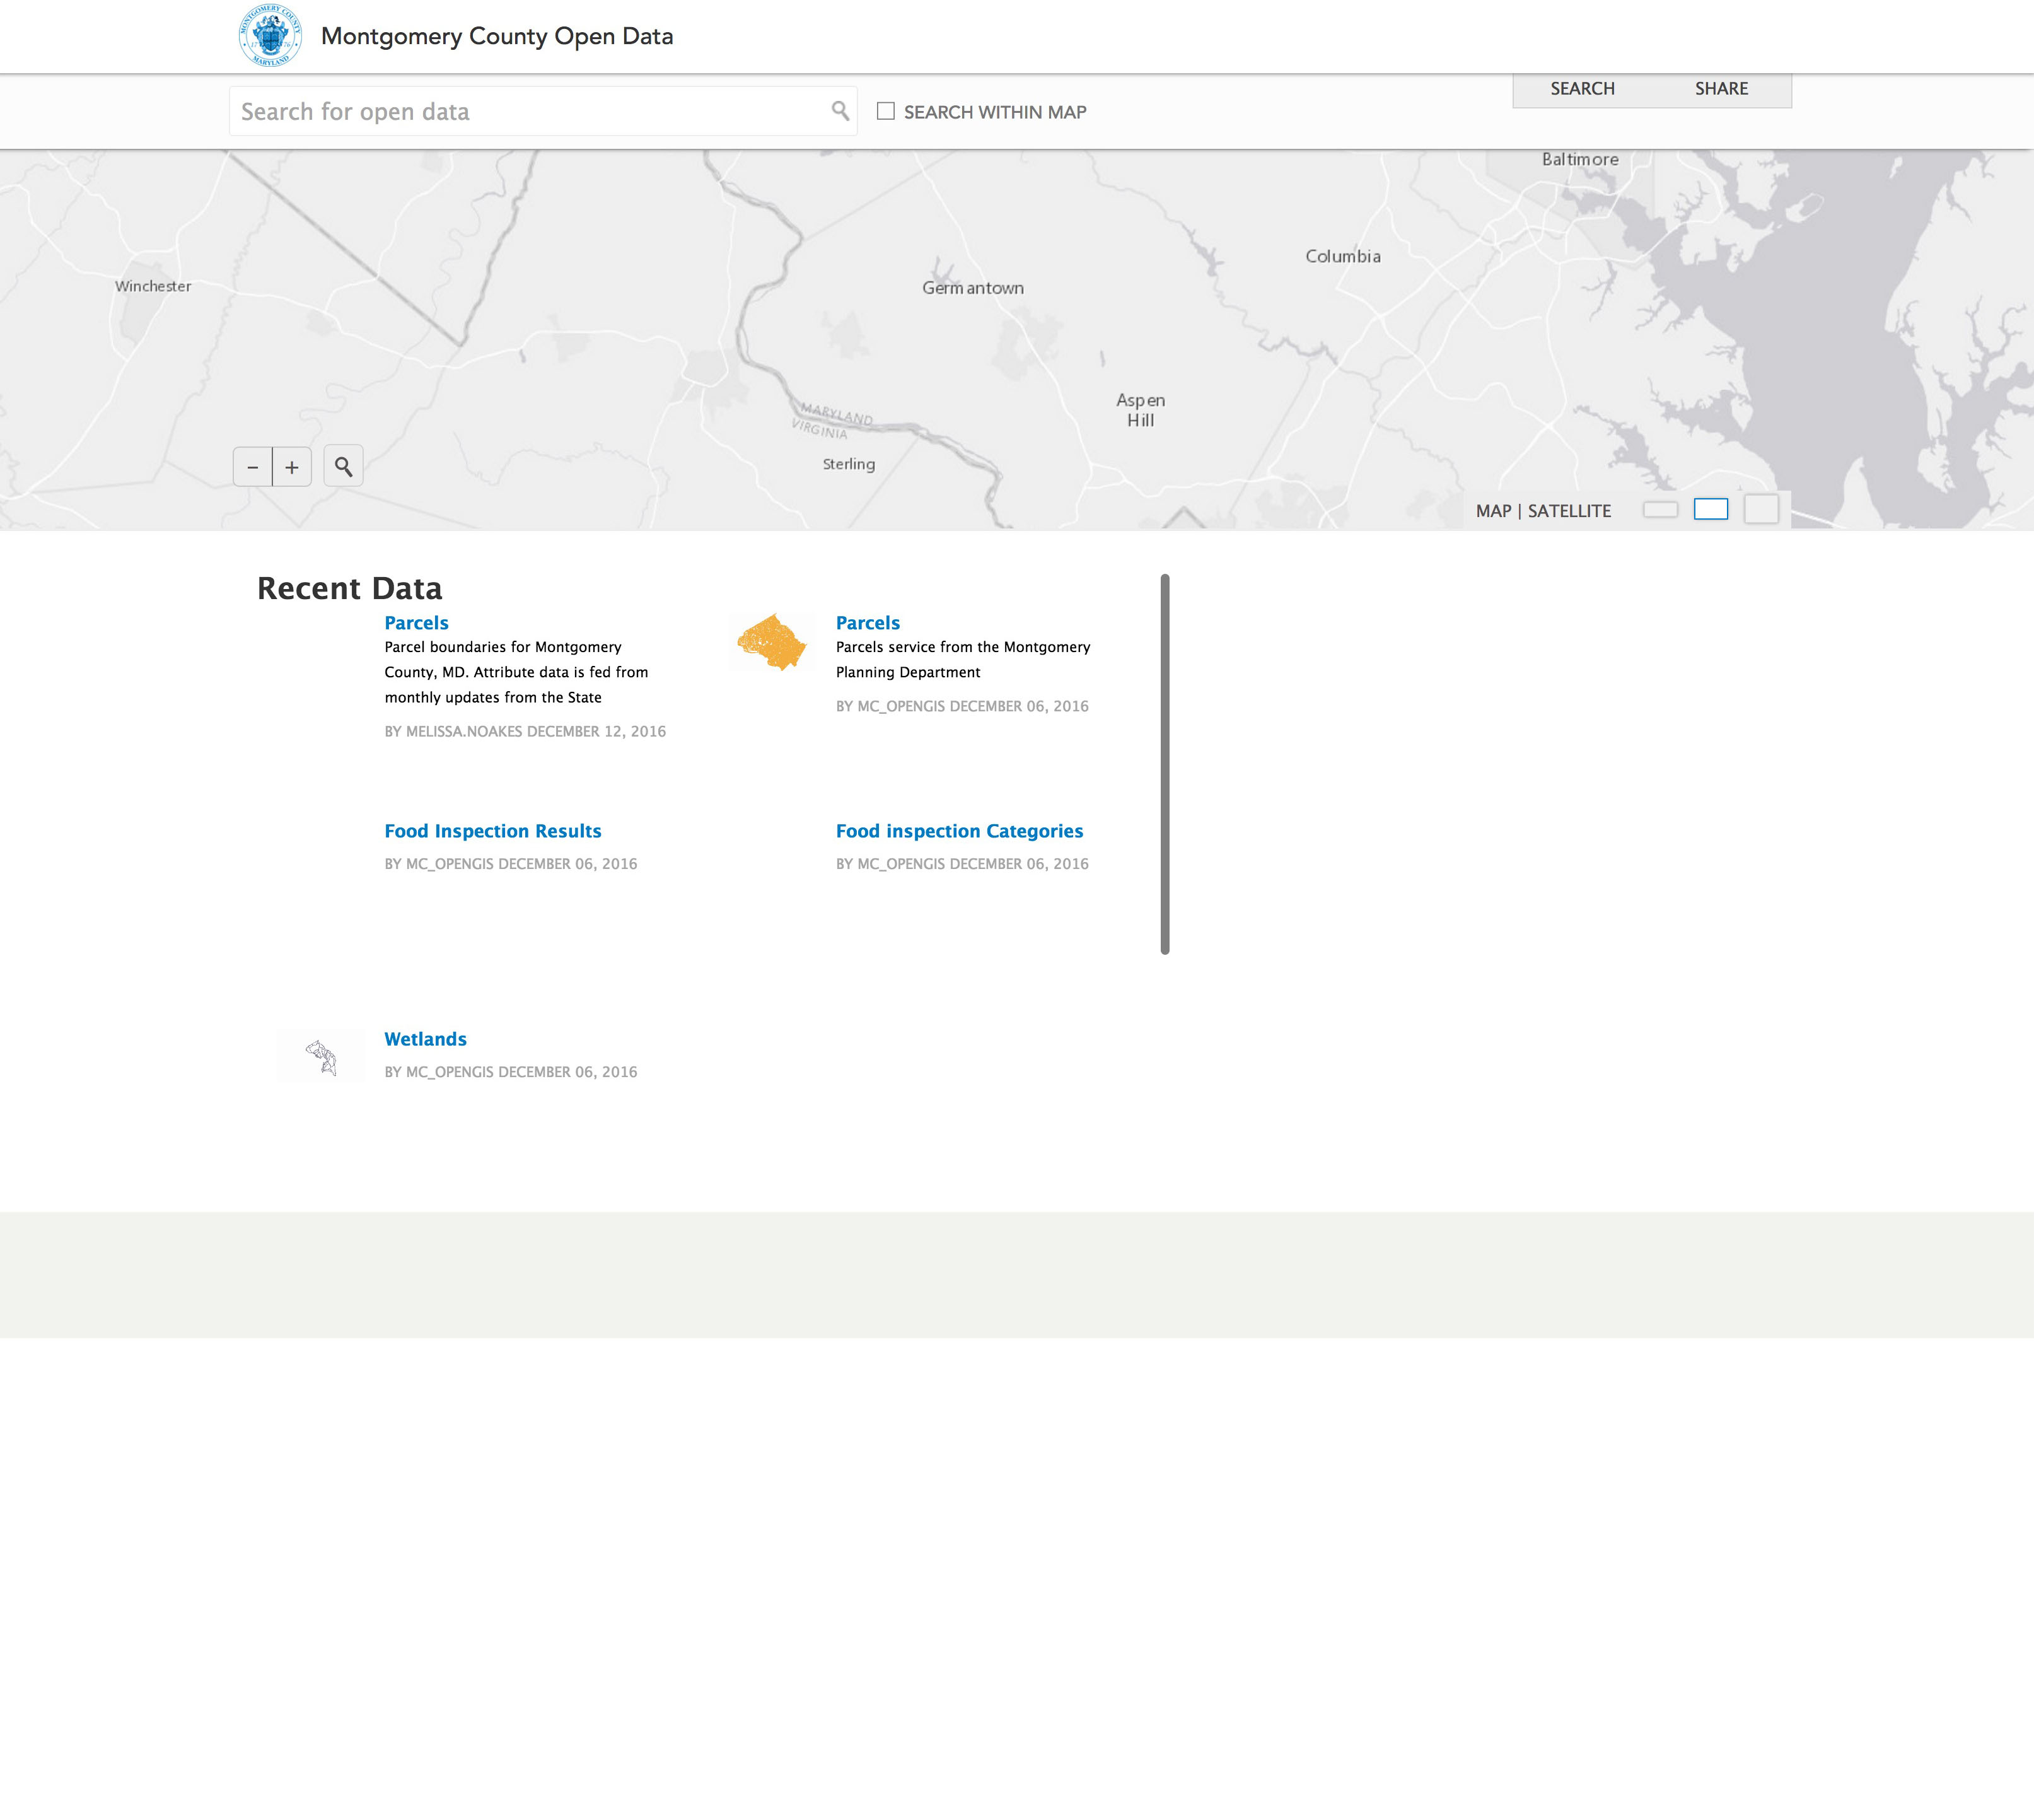 MONTGOMERY COUNTY
17 76
MARYLAND
Montgomery County Open Data
SEARCH SHARE
Search for open data
SEARCH WITHIN MAP
Baltimore
Columbia
Winchester
Germantown
Aspen
Hill
MARYLAND
VIRGINIA
Sterling
− +
MAP | SATELLITE
Recent Data
Parcels
Parcel boundaries for Montgomery
County, MD. Attribute data is fed from
monthly updates from the State
BY MELISSA.NOAKES DECEMBER 12, 2016
Parcels
Parcels service from the Montgomery
Planning Department
BY MC_OPENGIS DECEMBER 06, 2016
Food Inspection Results
BY MC_OPENGIS DECEMBER 06, 2016
Food inspection Categories
BY MC_OPENGIS DECEMBER 06, 2016
Wetlands
BY MC_OPENGIS DECEMBER 06, 2016